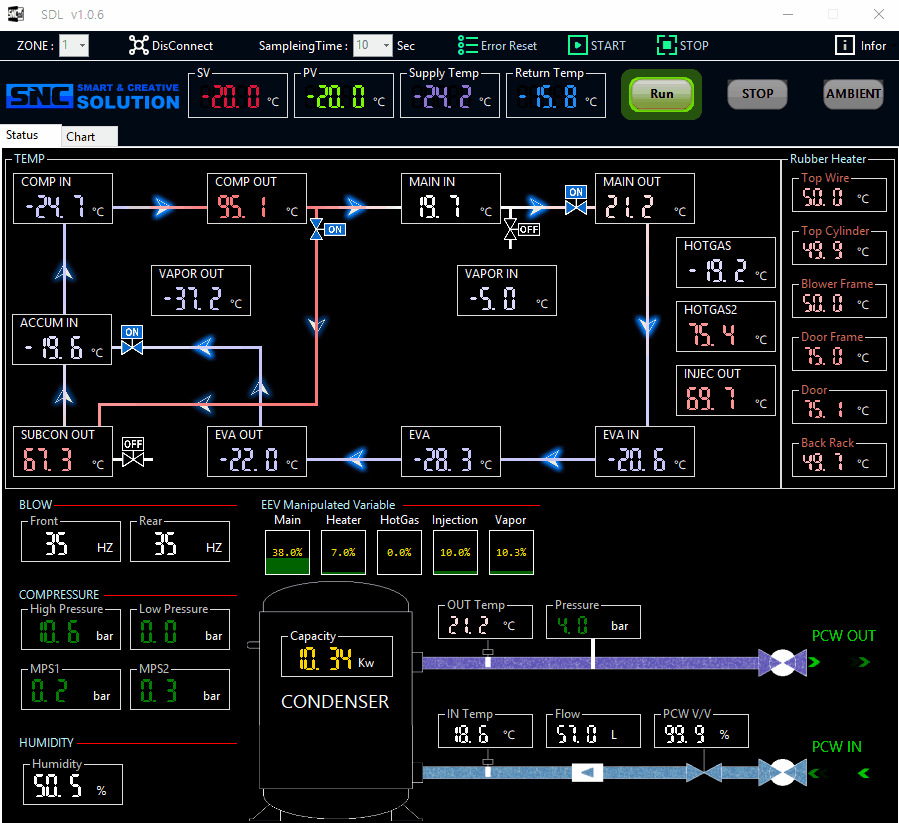 SDL v1.0.6
ZONE : 1 DisConnect SampleingTime : 10 Sec Error Reset START STOP Infor
SNC SMART & CREATIVE SOLUTION
SV -20.0 °C
PV -20.0 °C
Supply Temp -24.2 °C
Return Temp -15.8 °C
Run STOP AMBIENT
Status Chart
TEMP
COMP IN -24.7 °C
COMP OUT 95.1 °C
MAIN IN 19.7 °C
ON
MAIN OUT 21.2 °C
ON
OFF
VAPOR OUT -37.2 °C
VAPOR IN -5.0 °C
HOTGAS -19.2 °C
HOTGAS2 75.4 °C
INJEC OUT 69.7 °C
ACCUM IN -19.6 °C
ON
SUBCON OUT 67.3 °C
OFF
EVA OUT -22.0 °C
EVA -28.3 °C
EVA IN -20.6 °C
Rubber Heater
Top Wire 50.0 °C
Top Cylinder 49.9 °C
Blower Frame 50.0 °C
Door Frame 75.0 °C
Door 75.1 °C
Back Rack 49.7 °C
BLOW
Front 35 HZ
Rear 35 HZ
EEV Manipulated Variable
Main Heater HotGas Injection Vapor
38.0% 7.0% 0.0% 10.0% 10.3%
COMPRESSURE
High Pressure 10.6 bar
Low Pressure 0.0 bar
MPS1 0.2 bar
MPS2 0.3 bar
HUMIDITY
Humidity 50.5 %
Capacity 10.34 Kw
CONDENSER
OUT Temp 21.2 °C
Pressure 4.0 bar
PCW OUT
IN Temp 18.6 °C
Flow 57.0 L
PCW V/V 99.9 %
PCW IN